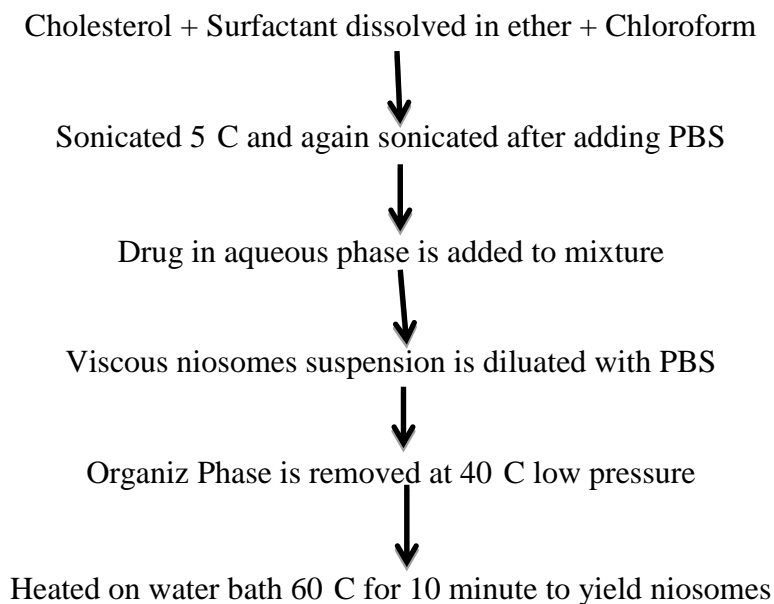 Cholesterol + Surfactant dissolved in ether + Chloroform
Sonicated 5 C and again sonicated after adding PBS
Drug in aqueous phase is added to mixture
Viscous niosomes suspension is diluated with PBS
Organiz Phase is removed at 40 C low pressure
Heated on water bath 60 C for 10 minute to yield niosomes